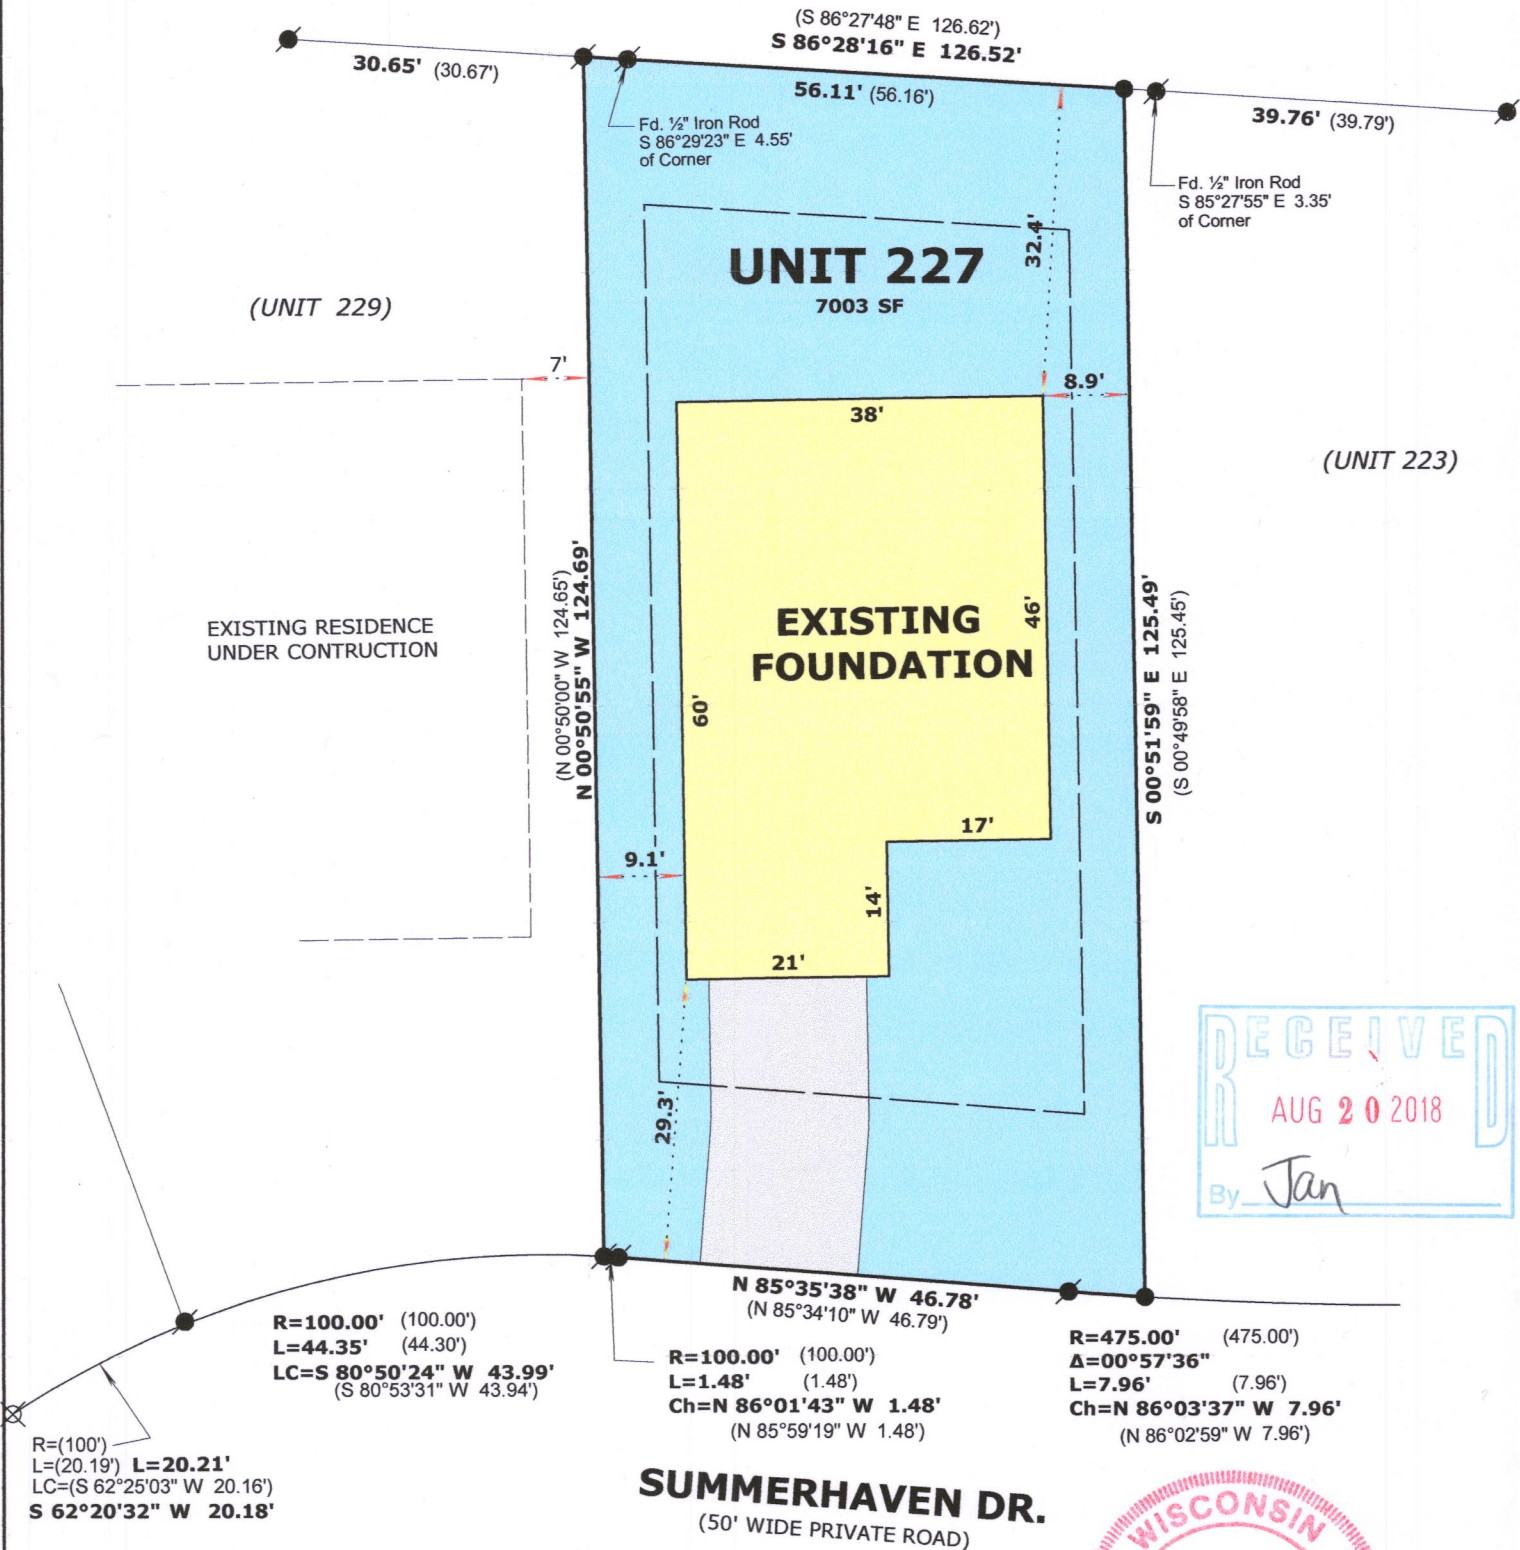 (S 86°27'48" E 126.62')
S 86°28'16" E 126.52'
30.65' (30.67')
56.11' (56.16')
39.76' (39.79')
Fd. ½" Iron Rod
S 86°29'23" E 4.55'
of Corner
Fd. ½" Iron Rod
S 85°27'55" E 3.35'
of Corner
32.4'
UNIT 227
7003 SF
(UNIT 229)
7'
8.9'
38'
(UNIT 223)
(N 00°50'00" W 124.65')
N 00°50'55" W 124.69'
EXISTING RESIDENCE
UNDER CONTRUCTION
EXISTING
FOUNDATION
46'
60'
S 00°51'59" E 125.49'
(S 00°49'58" E 125.45')
17'
9.1'
14'
21'
29.3'
RECEIVED
AUG 20 2018
By Jan
N 85°35'38" W 46.78'
(N 85°34'10" W 46.79')
R=100.00' (100.00')
L=44.35' (44.30')
LC=S 80°50'24" W 43.99'
(S 80°53'31" W 43.94')
R=100.00' (100.00')
L=1.48' (1.48')
Ch=N 86°01'43" W 1.48'
(N 85°59'19" W 1.48')
R=475.00' (475.00')
Δ=00°57'36"
L=7.96' (7.96')
Ch=N 86°03'37" W 7.96'
(N 86°02'59" W 7.96')
R=(100')
L=(20.19') L=20.21'
LC=(S 62°25'03" W 20.16')
S 62°20'32" W 20.18'
SUMMERHAVEN DR.
(50' WIDE PRIVATE ROAD)
WISCONSIN